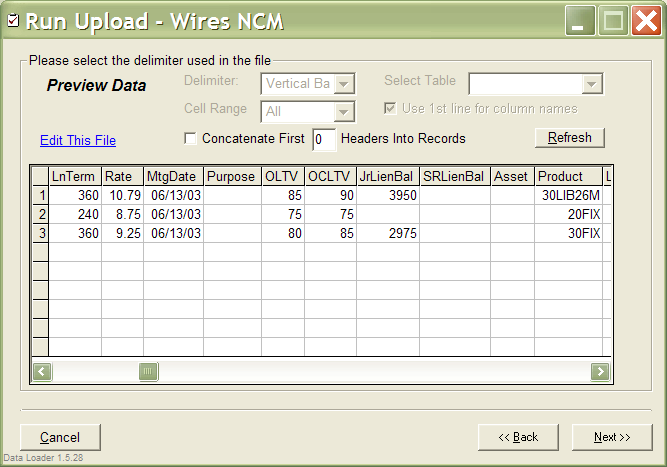 Run Upload - Wires NCM
Please select the delimiter used in the file
Preview Data Delimiter: Vertical Ba Select Table
Cell Range All Use 1st line for column names
Edit This File Concatenate First 0 Headers Into Records Refresh
LnTerm Rate MtgDate Purpose OLTV OCLTV JrLienBal SRLienBal Asset Product L
1 360 10.79 06/13/03 85 90 3950 30LIB26M
2 240 8.75 06/13/03 75 75 20FIX
3 360 9.25 06/13/03 80 85 2975 30FIX
Cancel << Back Next >>
Data Loader 1.5.28